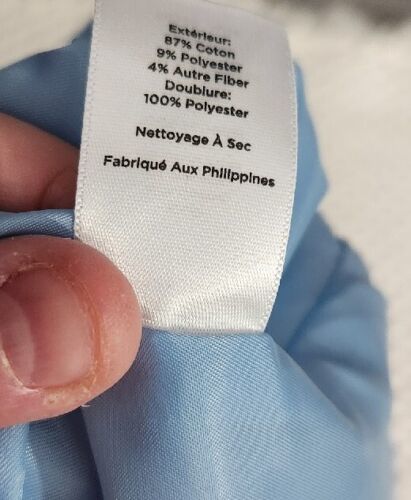 Extérieur:
87% Coton
9% Polyester
4% Autre Fiber
Doublure:
100% Polyester
Nettoyage À Sec
Fabriqué Aux Philippines